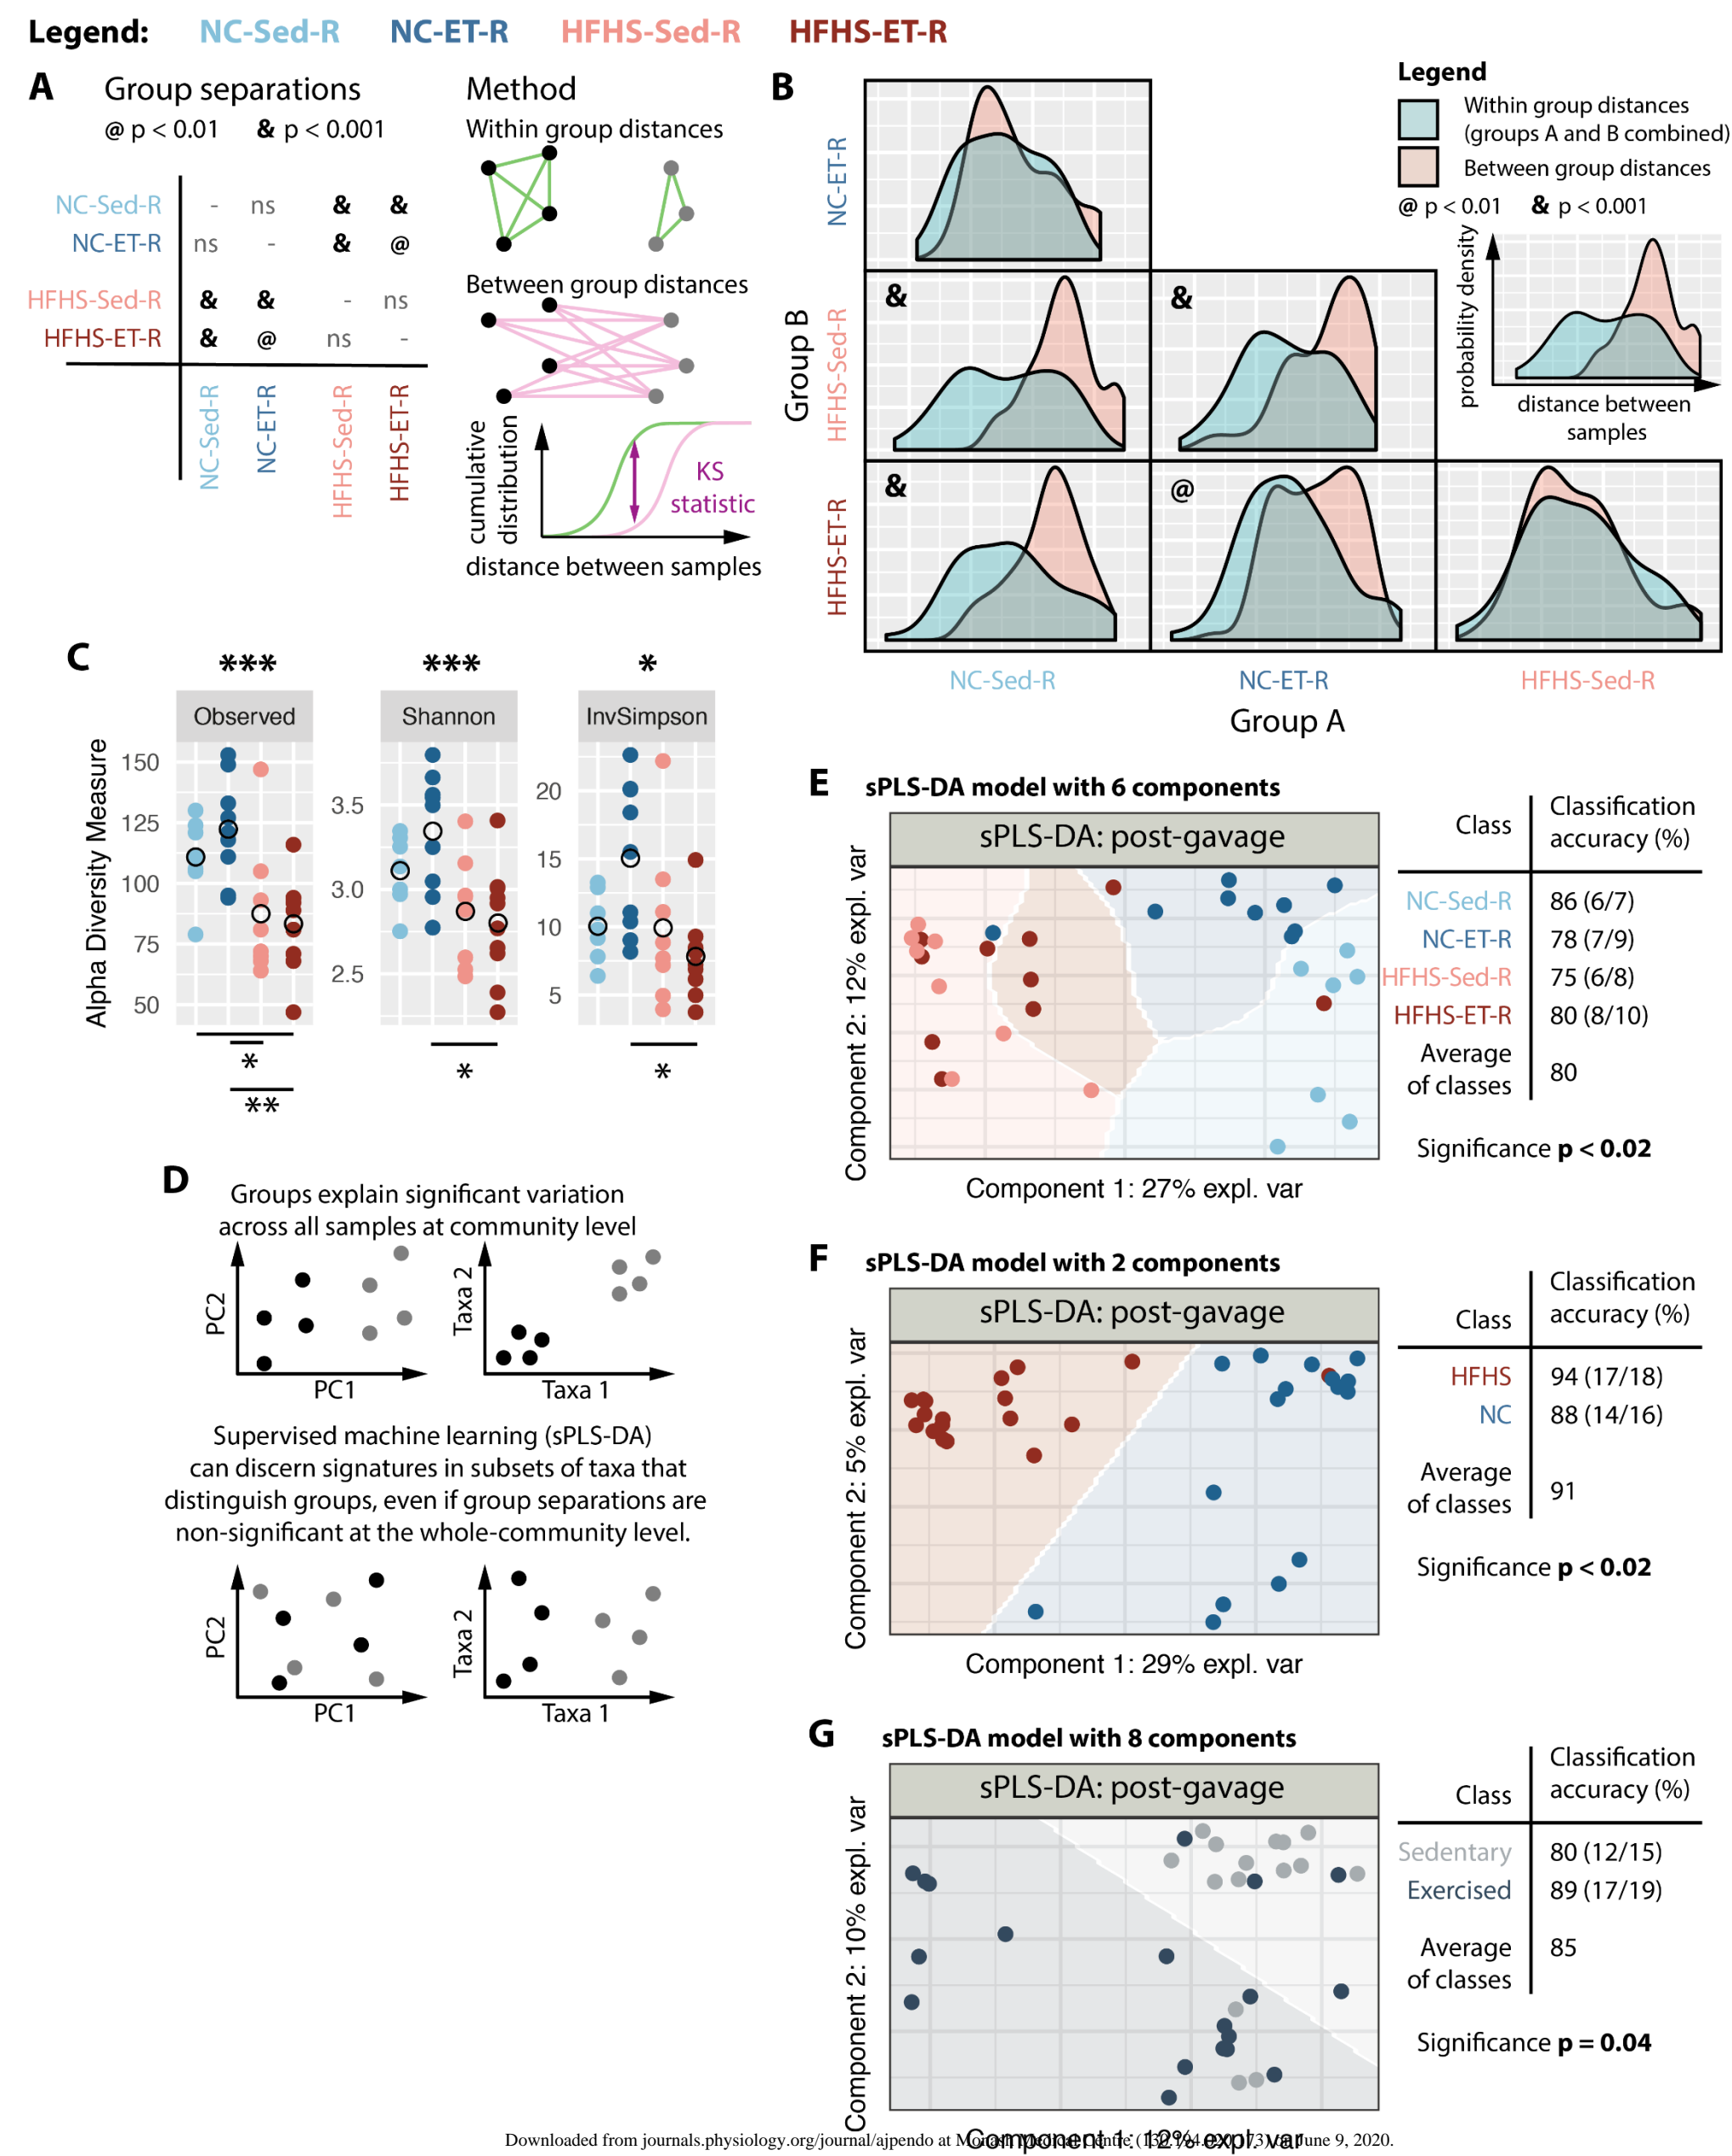 Legend: NC-Sed-R NC-ET-R HFHS-Sed-R HFHS-ET-R
A
Group separations
@ p < 0.01 & p < 0.001
NC-Sed-R - ns & &
NC-ET-R ns - & @
HFHS-Sed-R & & - ns
HFHS-ET-R & @ ns -
NC-Sed-R NC-ET-R HFHS-Sed-R HFHS-ET-R
Method
Within group distances
Between group distances
cumulative
distribution
KS
statistic
distance between samples
B
Group B
NC-ET-R
HFHS-Sed-R
& &
HFHS-ET-R
& @
NC-Sed-R NC-ET-R HFHS-Sed-R
Group A
Legend
Within group distances
(groups A and B combined)
Between group distances
@ p < 0.01 & p < 0.001
probability density
distance between
samples
C
*** *** *
Observed Shannon InvSimpson
Alpha Diversity Measure
150
125
100
75
50
3.5
3.0
2.5
20
15
10
5
* * *
**
D
Groups explain significant variation
across all samples at community level
PC2
PC1
Taxa 2
Taxa 1
Supervised machine learning (sPLS-DA)
can discern signatures in subsets of taxa that
distinguish groups, even if group separations are
non-significant at the whole-community level.
PC2
PC1
Taxa 2
Taxa 1
E
sPLS-DA model with 6 components
sPLS-DA: post-gavage
Component 2: 12% expl. var
Component 1: 27% expl. var
Class
Classification
accuracy (%)
NC-Sed-R 86 (6/7)
NC-ET-R 78 (7/9)
HFHS-Sed-R 75 (6/8)
HFHS-ET-R 80 (8/10)
Average
of classes
80
Significance p < 0.02
F
sPLS-DA model with 2 components
sPLS-DA: post-gavage
Component 2: 5% expl. var
Component 1: 29% expl. var
Class
Classification
accuracy (%)
HFHS 94 (17/18)
NC 88 (14/16)
Average
of classes
91
Significance p < 0.02
G
sPLS-DA model with 8 components
sPLS-DA: post-gavage
Component 2: 10% expl. var
Component 1: 12% expl. var
Class
Classification
accuracy (%)
Sedentary 80 (12/15)
Exercised 89 (17/19)
Average
of classes
85
Significance p = 0.04
Downloaded from journals.physiology.org/journal/ajpendo at Monash Medical Centre June 9, 2020.